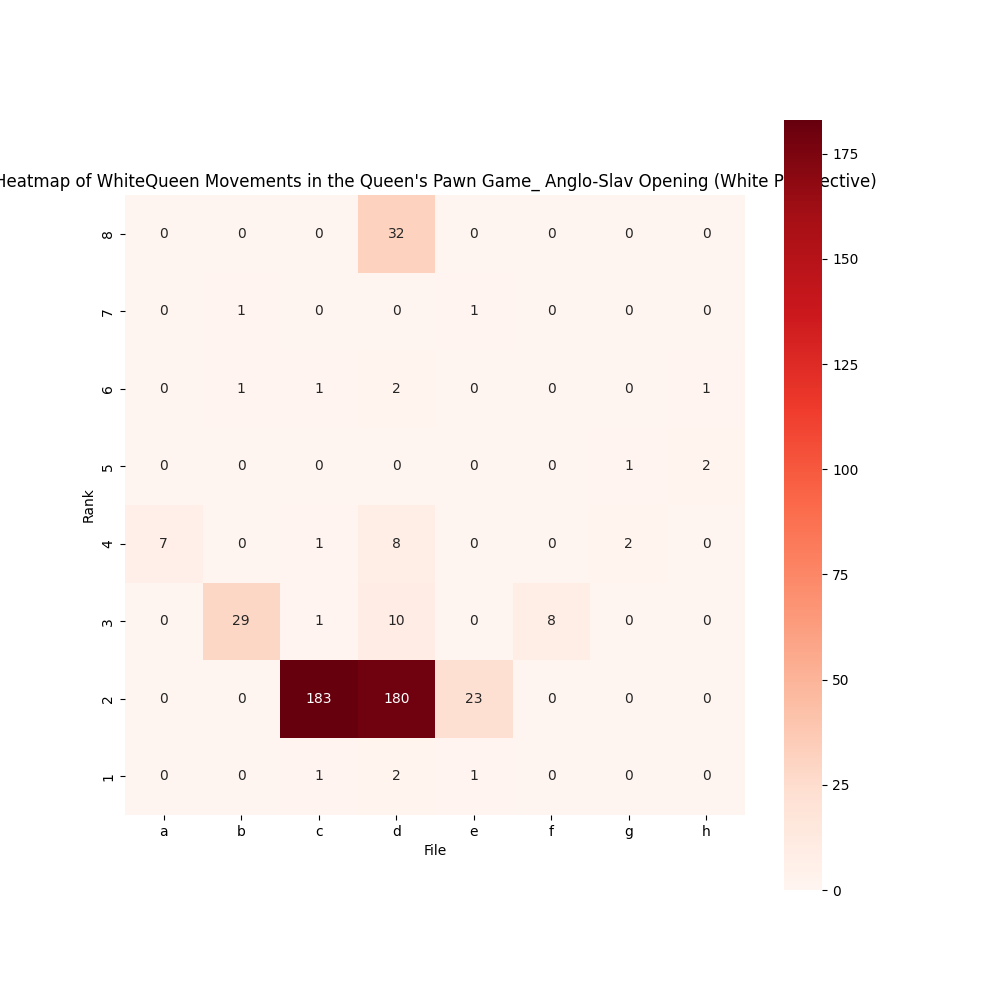 Heatmap of WhiteQueen Movements in the Queen's Pawn Game_ Anglo-Slav Opening (White P ective)
8 0 0 0 32 0 0 0 0
7 0 1 0 0 1 0 0 0
6 0 1 1 2 0 0 0 1
5 0 0 0 0 0 0 1 2
4 7 0 1 8 0 0 2 0
3 0 29 1 10 0 8 0 0
2 0 0 183 180 23 0 0 0
1 0 0 1 2 1 0 0 0
a b c d e f g h
File
Rank
175
150
125
100
75
50
25
0